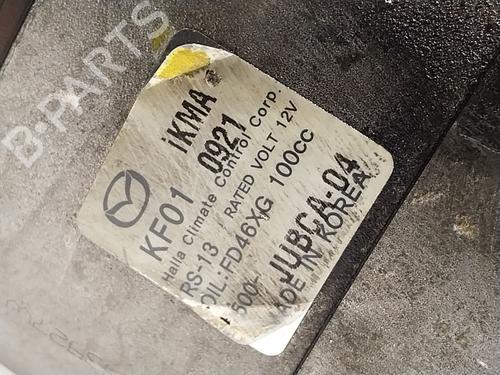 B-PARTS
iKMA
KF01 0921
Halla Climate Control Corp.
RS-13 / RATED VOLT 12V
OIL:FD46XG 100CC
500-
JUBCA-04
MADE IN KOREA